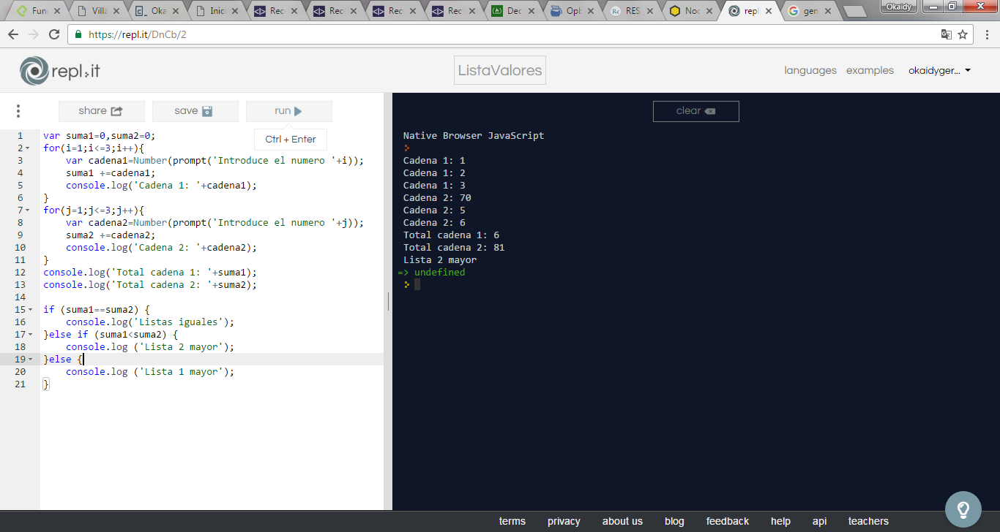 Fun
Villa
Oka
Inic
Rec
Rec
Rec
Rec
Dec
Opt
RES
Noc
repl
ger
Okaidy
https://repl.it/DnCb/2
repl.it
ListaValores
languages examples okaidyger...
share save run
Ctrl + Enter
clear
1 var suma1=0,suma2=0;
2 for(i=1;i<=3;i++){
3 var cadena1=Number(prompt('Introduce el numero '+i));
4 suma1 +=cadena1;
5 console.log('Cadena 1: '+cadena1);
6 }
7 for(j=1;j<=3;j++){
8 var cadena2=Number(prompt('Introduce el numero '+j));
9 suma2 +=cadena2;
10 console.log('Cadena 2: '+cadena2);
11 }
12 console.log('Total cadena 1: '+suma1);
13 console.log('Total cadena 2: '+suma2);
14
15 if (suma1==suma2) {
16 console.log('Listas iguales');
17 }else if (suma1<suma2) {
18 console.log ('Lista 2 mayor');
19 }else {
20 console.log ('Lista 1 mayor');
21 }
Native Browser JavaScript
Cadena 1: 1
Cadena 1: 2
Cadena 1: 3
Cadena 2: 70
Cadena 2: 5
Cadena 2: 6
Total cadena 1: 6
Total cadena 2: 81
Lista 2 mayor
=> undefined
terms privacy about us blog feedback help api teachers